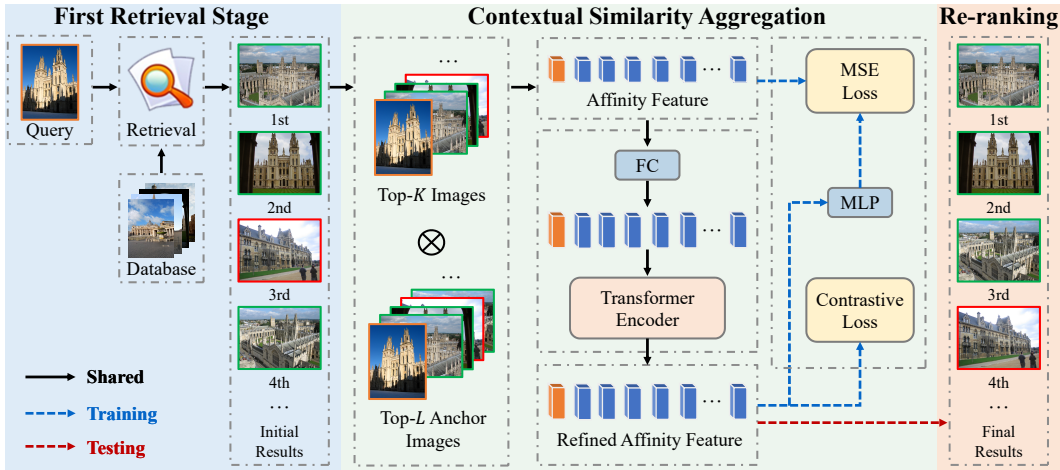 First Retrieval Stage
Query
Retrieval
Database
1st
2nd
3rd
4th
...
Initial
Results
Shared
Training
Testing
Contextual Similarity Aggregation
...
Top-K Images
⊗
...
Top-L Anchor
Images
...
Affinity Feature
FC
...
Transformer
Encoder
...
Refined Affinity Feature
MSE
Loss
MLP
Contrastive
Loss
Re-ranking
1st
2nd
3rd
4th
...
Final
Results